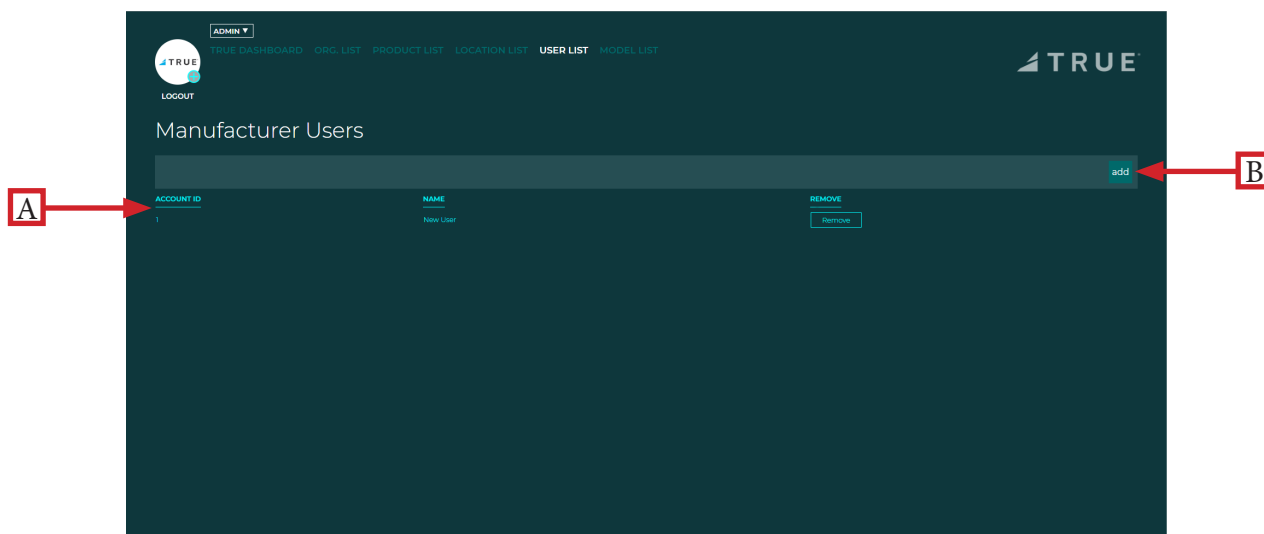 ADMIN ▼
TRUE DASHBOARD ORG. LIST PRODUCT LIST LOCATION LIST USER LIST MODEL LIST
TRUE
TRUE
LOGOUT
Manufacturer Users
add
B
A
ACCOUNT ID NAME REMOVE
1 New User Remove